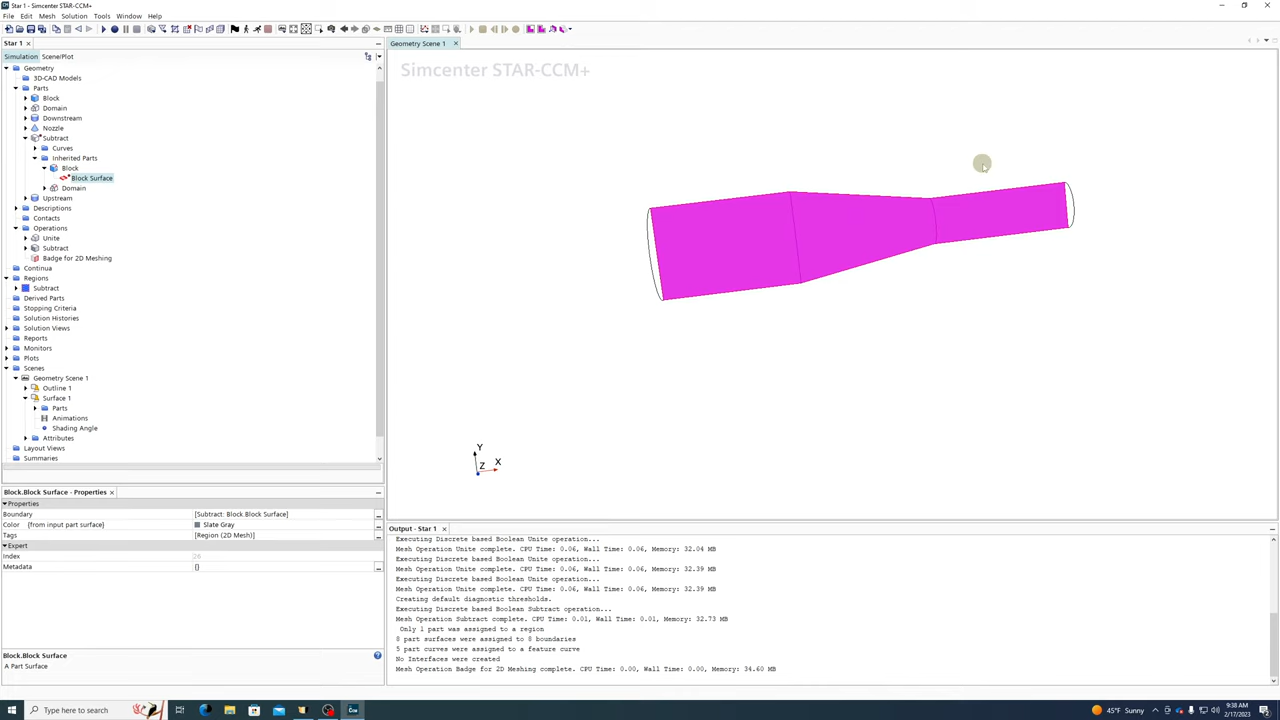 Star 1 - Simcenter STAR-CCM+
File Edit Mesh Solution Tools Window Help
Star 1
Geometry Scene 1
Simulation Scene/Plot
Geometry
3D-CAD Models
Parts
Block
Domain
Downstream
Nozzle
Subtract
Curves
Inherited Parts
Block
Block Surface
Domain
Upstream
Descriptions
Contacts
Operations
Unite
Subtract
Badge for 2D Meshing
Continua
Regions
Subtract
Derived Parts
Stopping Criteria
Solution Histories
Solution Views
Reports
Monitors
Plots
Scenes
Geometry Scene 1
Outline 1
Surface 1
Parts
Animations
Shading Angle
Attributes
Layout Views
Summaries
Simcenter STAR-CCM+
Y
Z
X
Block.Block Surface - Properties
Properties
Boundary [Subtract: Block.Block Surface]
Color {from input part surface} Slate Gray
Tags [Region (2D Mesh)]
Expert
Index 26
Metadata {}
Block.Block Surface
A Part Surface
Output - Star 1
Executing Discrete based Boolean Unite operation...
Mesh Operation Unite complete. CPU Time: 0.06, Wall Time: 0.06, Memory: 32.04 MB
Executing Discrete based Boolean Unite operation...
Mesh Operation Unite complete. CPU Time: 0.06, Wall Time: 0.06, Memory: 32.39 MB
Executing Discrete based Boolean Unite operation...
Mesh Operation Unite complete. CPU Time: 0.06, Wall Time: 0.06, Memory: 32.39 MB
Creating default diagnostic thresholds.
Executing Discrete based Boolean Subtract operation...
Mesh Operation Subtract complete. CPU Time: 0.01, Wall Time: 0.01, Memory: 32.73 MB
Only 1 part was assigned to a region
8 part surfaces were assigned to 8 boundaries
5 part curves were assigned to a feature curve
No Interfaces were created
Mesh Operation Badge for 2D Meshing complete. CPU Time: 0.00, Wall Time: 0.00, Memory: 34.60 MB
Type here to search
45°F Sunny
9:38 AM
2/17/2023